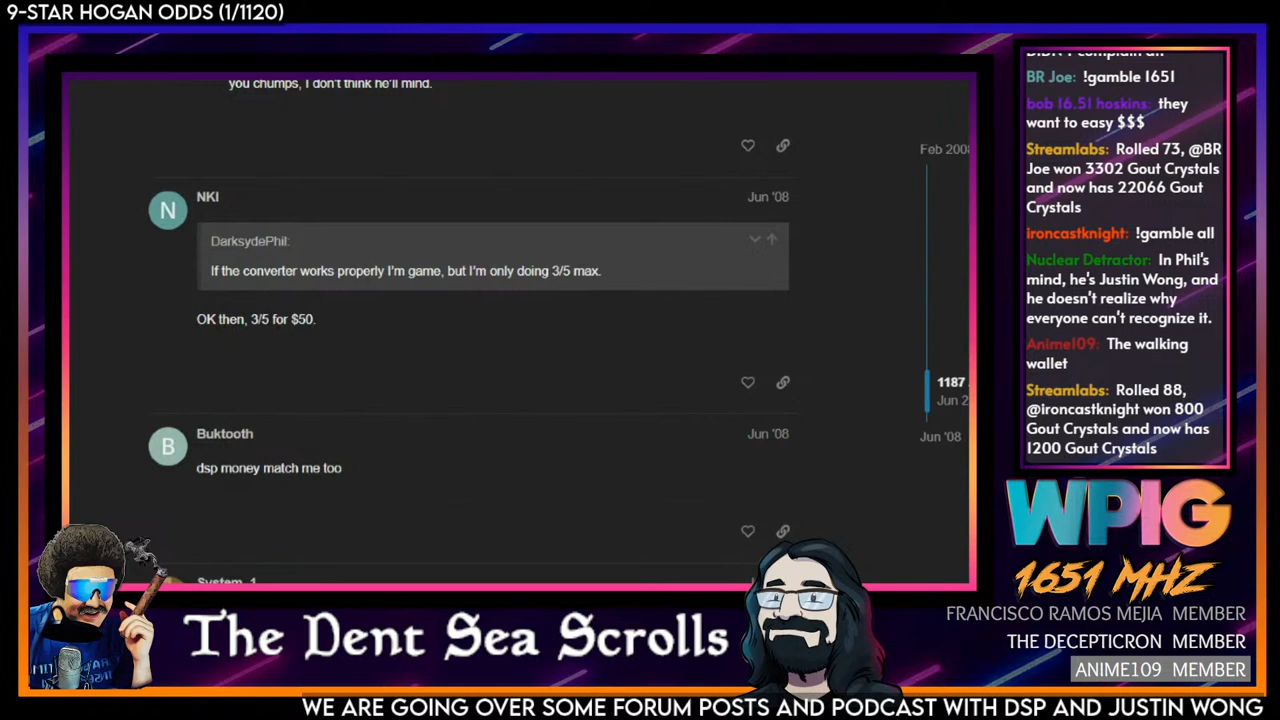 9-STAR HOGAN ODDS (1/1120)
you chumps, I don't think he'll mind.
Feb 2008
NKI
Jun '08
N
DarksydePhil:
If the converter works properly I'm game, but I'm only doing 3/5 max.
OK then, 3/5 for $50.
1187
Jun 2
Buktooth
Jun '08
Jun '08
B
dsp money match me too
System_1
BR Joe: !gamble 1651
bob 16.51 hoskins: they
want to easy $$$
Streamlabs: Rolled 73, @BR
Joe won 3302 Gout Crystals
and now has 22066 Gout
Crystals
ironcastknight: !gamble all
Nuclear Detractor: In Phil's
mind, he's Justin Wong, and
he doesn't realize why
everyone can't recognize it.
Anime109: The walking
wallet
Streamlabs: Rolled 88,
@ironcastknight won 800
Gout Crystals and now has
1200 Gout Crystals
WPIG
1651 MHZ
FRANCISCO RAMOS MEJIA MEMBER
THE DECEPTICRON MEMBER
ANIME109 MEMBER
The Dent Sea Scrolls
WE ARE GOING OVER SOME FORUM POSTS AND PODCAST WITH DSP AND JUSTIN WONG